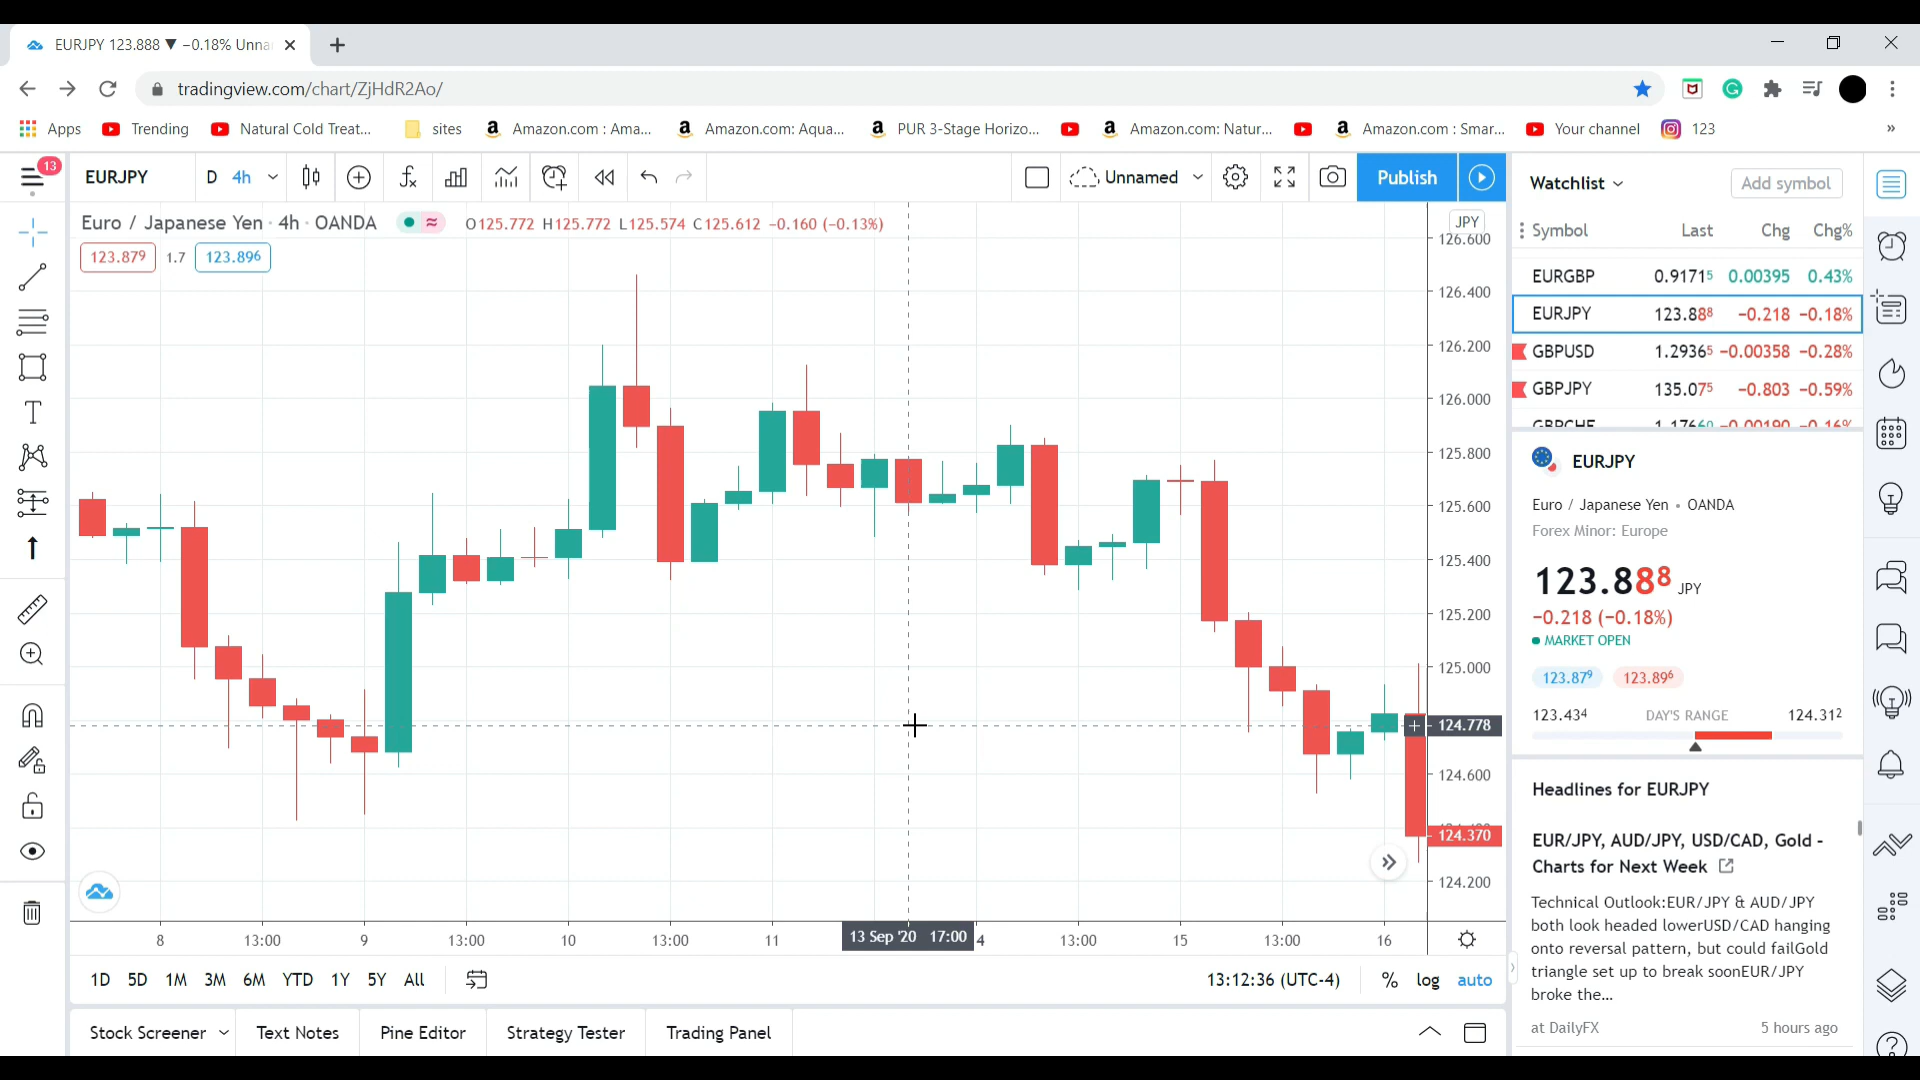 EURJPY 123.888 ▼ −0.18% Unna
tradingview.com/chart/ZjHdR2Ao/
Apps Trending Natural Cold Treat... sites Amazon.com : Ama... Amazon.com: Aqua... PUR 3-Stage Horizo... Amazon.com: Natur... Amazon.com : Smar... Your channel 123 »
13 EURJPY D 4h Unnamed Publish
Euro / Japanese Yen · 4h · OANDA O125.772 H125.772 L125.574 C125.612 −0.160 (−0.13%)
123.879 1.7 123.896
JPY
126.600
126.400
126.200
126.000
125.800
125.600
125.400
125.200
125.000
124.778
124.600
124.370
124.200
8 13:00 9 13:00 10 13:00 11 13 Sep '20 17:00 4 13:00 15 13:00 16
1D 5D 1M 3M 6M YTD 1Y 5Y All 13:12:36 (UTC-4) % log auto
Stock Screener Text Notes Pine Editor Strategy Tester Trading Panel
Watchlist Add symbol
Symbol Last Chg Chg%
EURGBP 0.91715 0.00395 0.43%
EURJPY 123.888 −0.218 −0.18%
GBPUSD 1.29365 −0.00358 −0.28%
GBPJPY 135.075 −0.803 −0.59%
GBPCHF 1.17660 −0.00190 −0.16%
EURJPY
Euro / Japanese Yen • OANDA
Forex Minor: Europe
123.888 JPY
−0.218 (−0.18%)
MARKET OPEN
123.879 123.896
123.434 DAY'S RANGE 124.312
Headlines for EURJPY
EUR/JPY, AUD/JPY, USD/CAD, Gold -
Charts for Next Week
Technical Outlook:EUR/JPY & AUD/JPY
both look headed lowerUSD/CAD hanging
onto reversal pattern, but could failGold
triangle set up to break soonEUR/JPY
broke the...
at DailyFX 5 hours ago